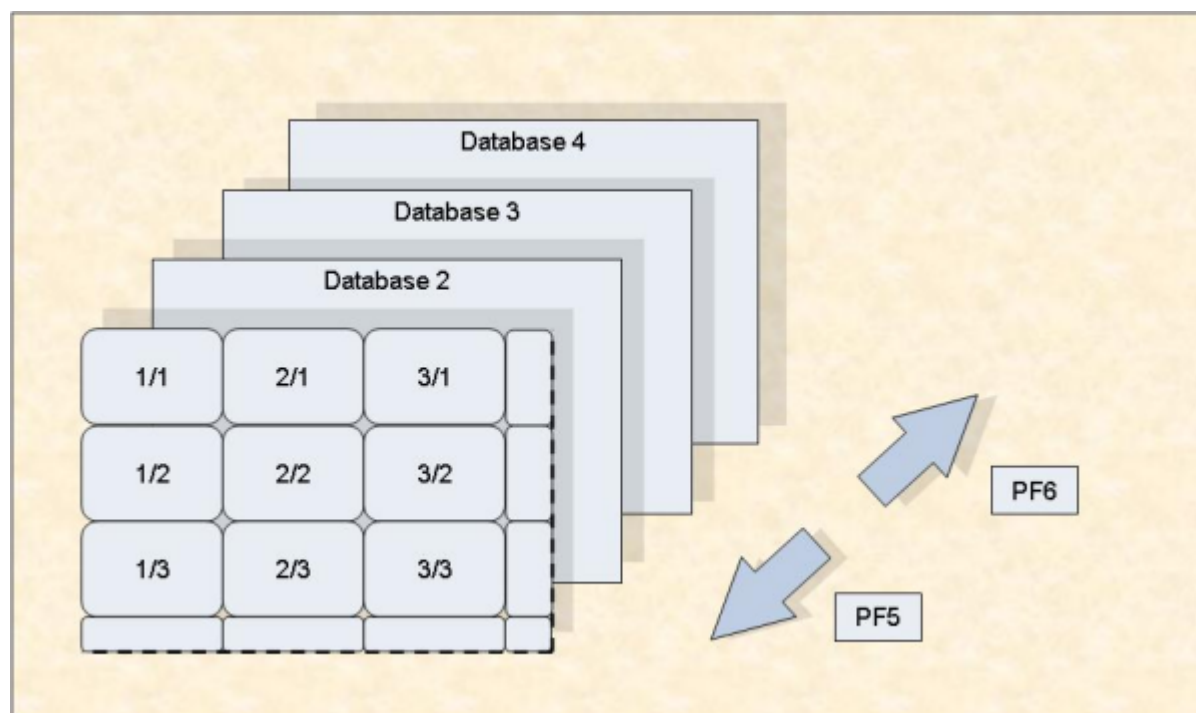 Database 4
Database 3
Database 2
1/1 2/1 3/1
1/2 2/2 3/2
1/3 2/3 3/3
PF6
PF5